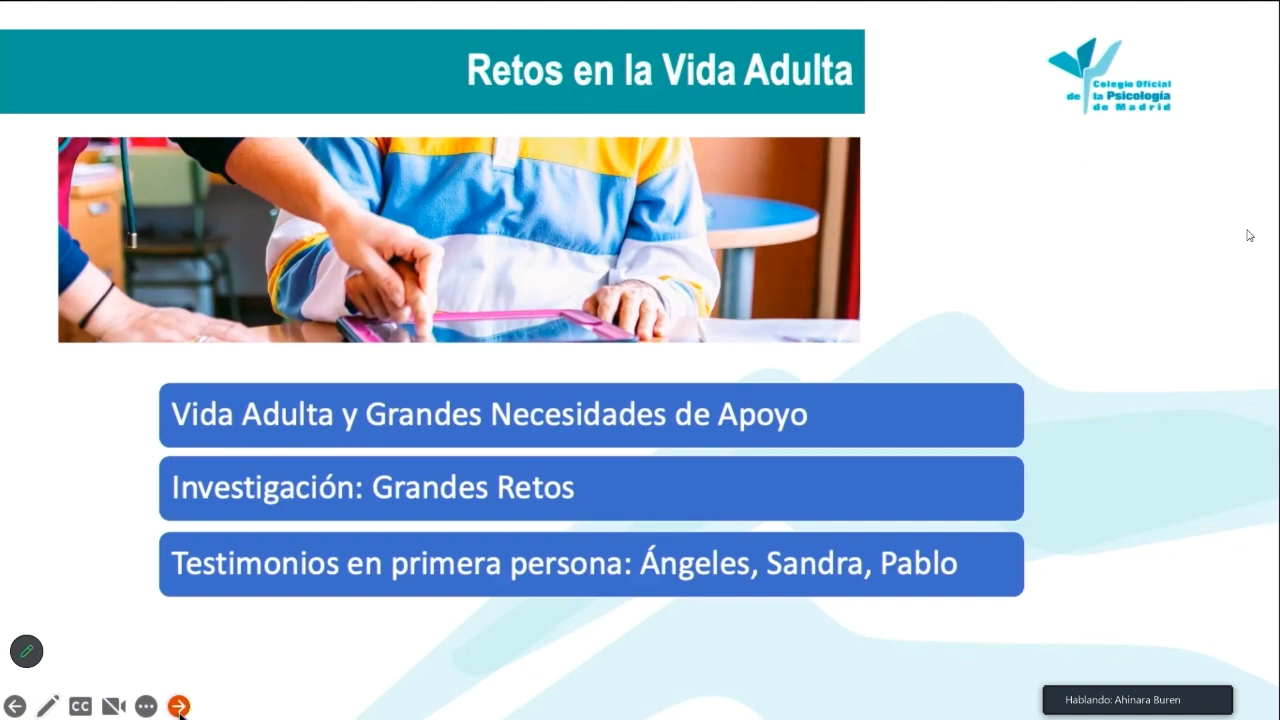 Retos en la Vida Adulta
Colegio Oficial
de la Psicología
de Madrid
Vida Adulta y Grandes Necesidades de Apoyo
Investigación: Grandes Retos
Testimonios en primera persona: Ángeles, Sandra, Pablo
CC
Hablando: Ahinara Buren